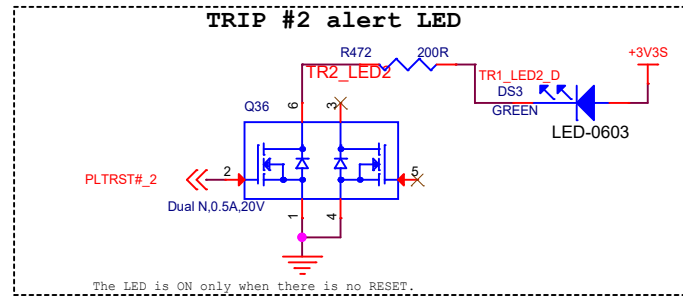 TRIP #2 alert LED
R472 200R
+3V3S
TR2_LED2
TR1_LED2_D
DS3
GREEN
LED-0603
Q36
6
3
PLTRST#_2
2
5
Dual N,0.5A,20V
1
4
The LED is ON only when there is no RESET.